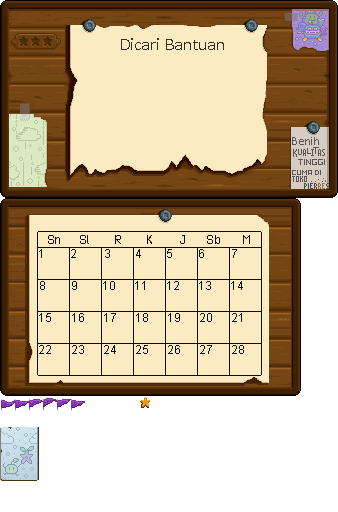 Dicari Bantuan
Benih
KUALITAS
TINGGI
CUMA DI
TOKO
PIERRES
Sn Sl R K J Sb M
1 2 3 4 5 6 7
8 9 10 11 12 13 14
15 16 17 18 19 20 21
22 23 24 25 26 27 28